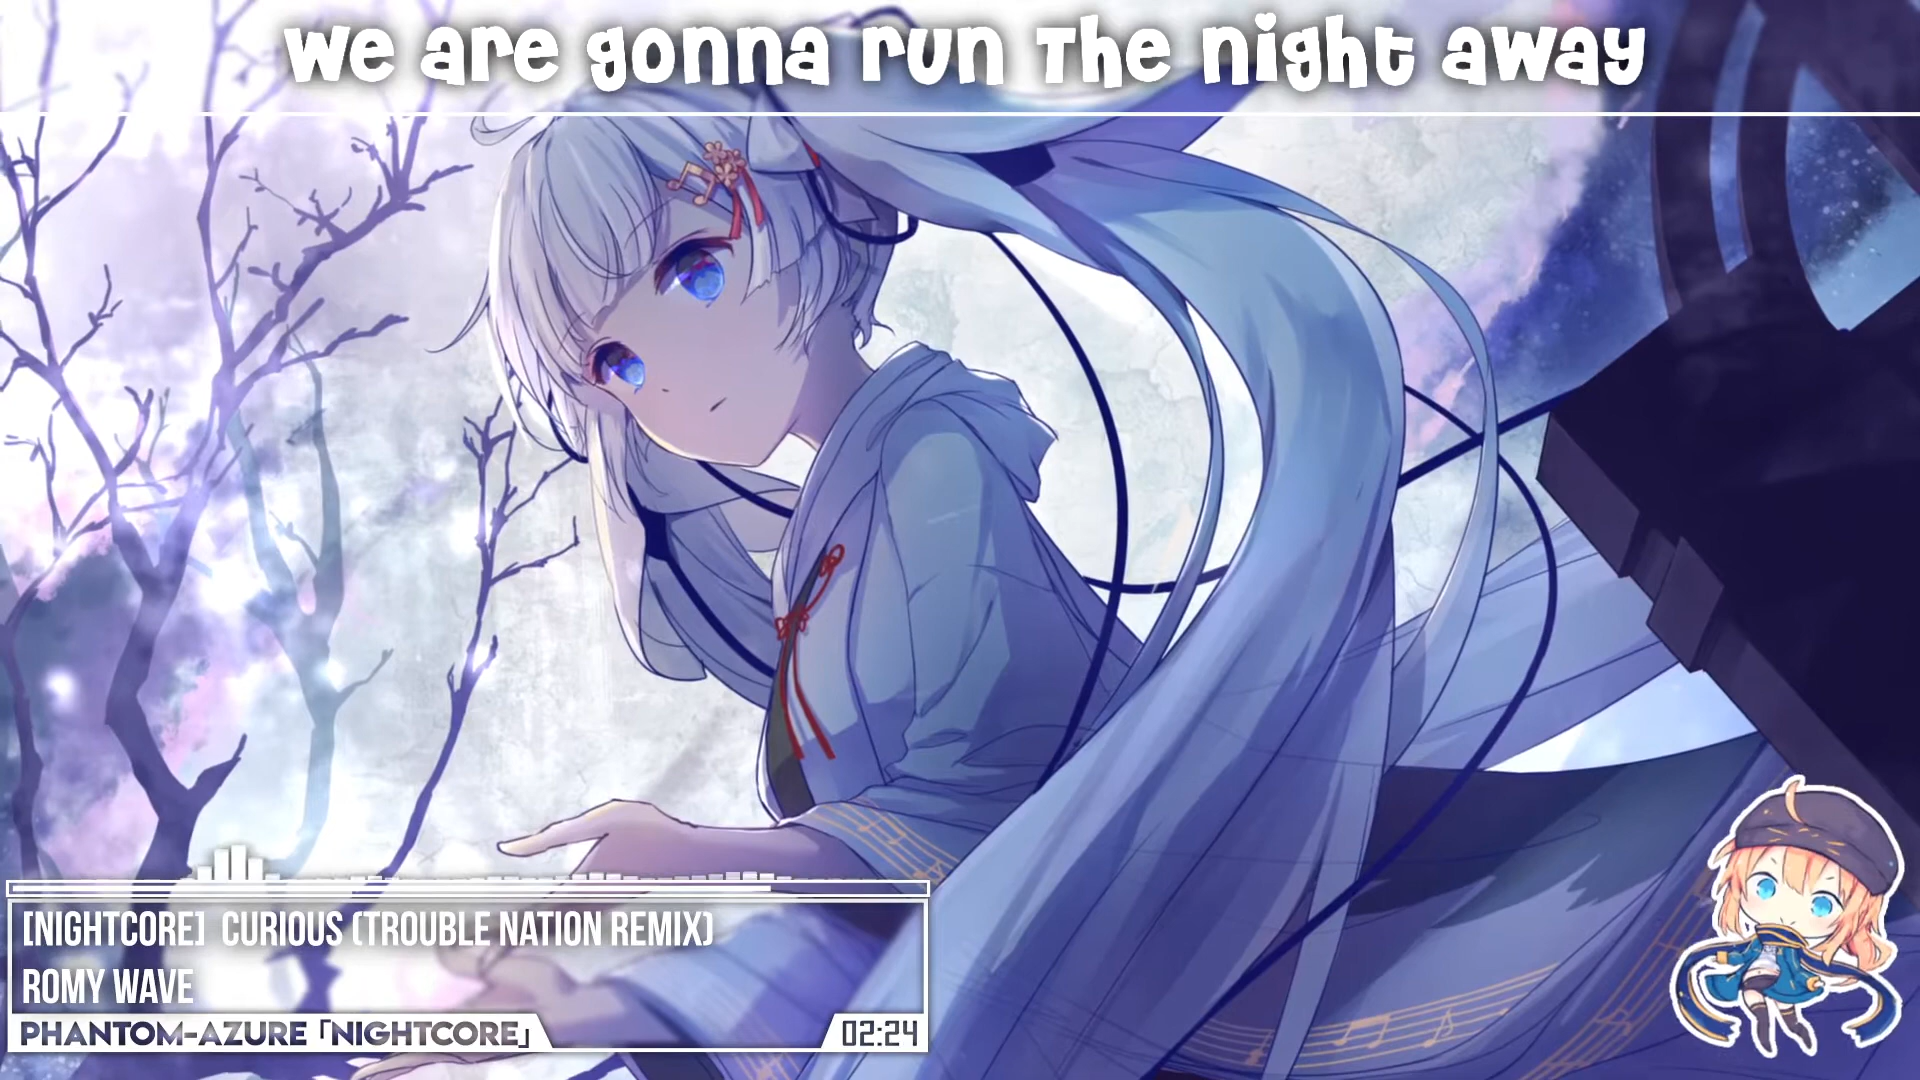 We are gonna run The night away
[NIGHTCORE] CURIOUS (TROUBLE NATION REMIX)
ROMY WAVE
PHANTOM-AZURE「NIGHTCORE」
02:24